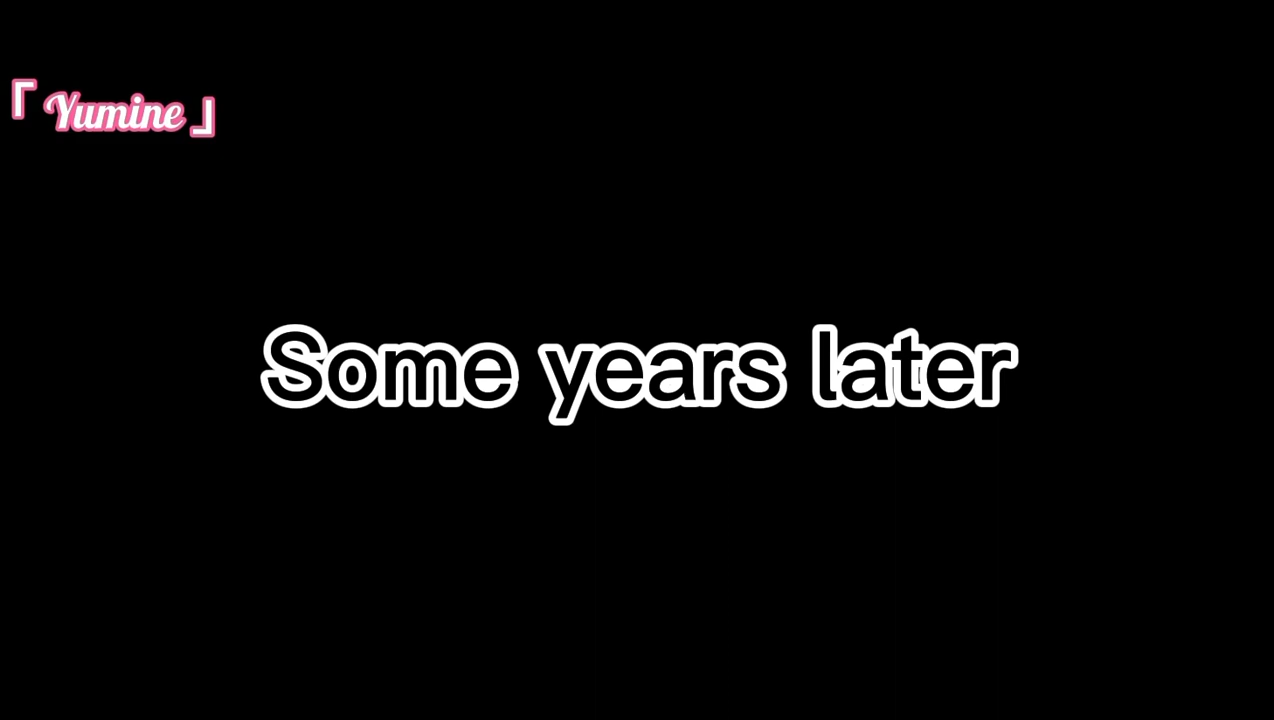 「 Yumine 」
Some years later